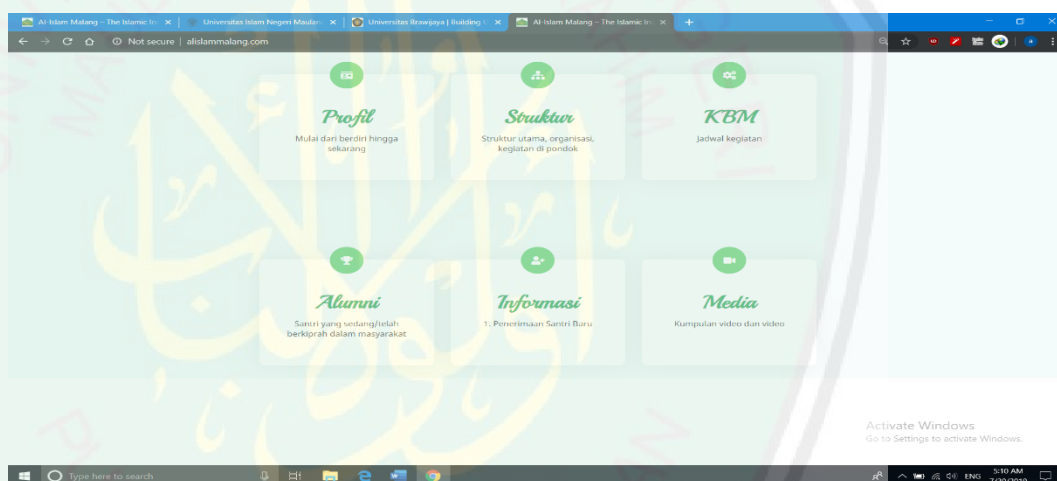 Al-Islam Malang – The Islamic In
Universitas Islam Negeri Maulan
Universitas Brawijaya | Building U
Al-Islam Malang – The Islamic In
Not secure | alislammalang.com
Profil
Mulai dari berdiri hingga
sekarang
Struktur
Struktur utama, organisasi,
kegiatan di pondok
KBM
Jadwal kegiatan
Alumni
Santri yang sedang/telah
berkiprah dalam masyarakat
Informasi
1. Penerimaan Santri Baru
Media
Kumpulan video dan video
Activate Windows
Go to Settings to activate Windows.
Type here to search
ENG
5:10 AM